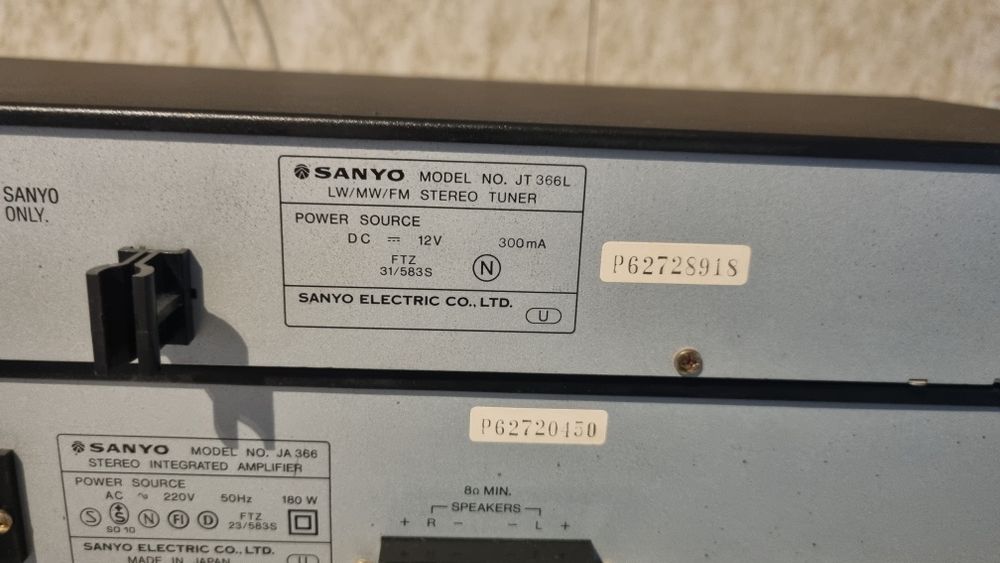 SANYO
ONLY.
SANYO MODEL NO. JT 366L
LW/MW/FM STEREO TUNER
POWER SOURCE
DC ⎓ 12V 300mA
FTZ
31/583S
N
SANYO ELECTRIC CO., LTD.
U
P62728918
P62720450
SANYO MODEL NO. JA 366
STEREO INTEGRATED AMPLIFIER
POWER SOURCE
AC ~ 220V 50Hz 180 W
S S N FI D FTZ
SD 10 23/583S
SANYO ELECTRIC CO., LTD.
MADE IN JAPAN U
8Ω MIN.
SPEAKERS
+ R − − L +